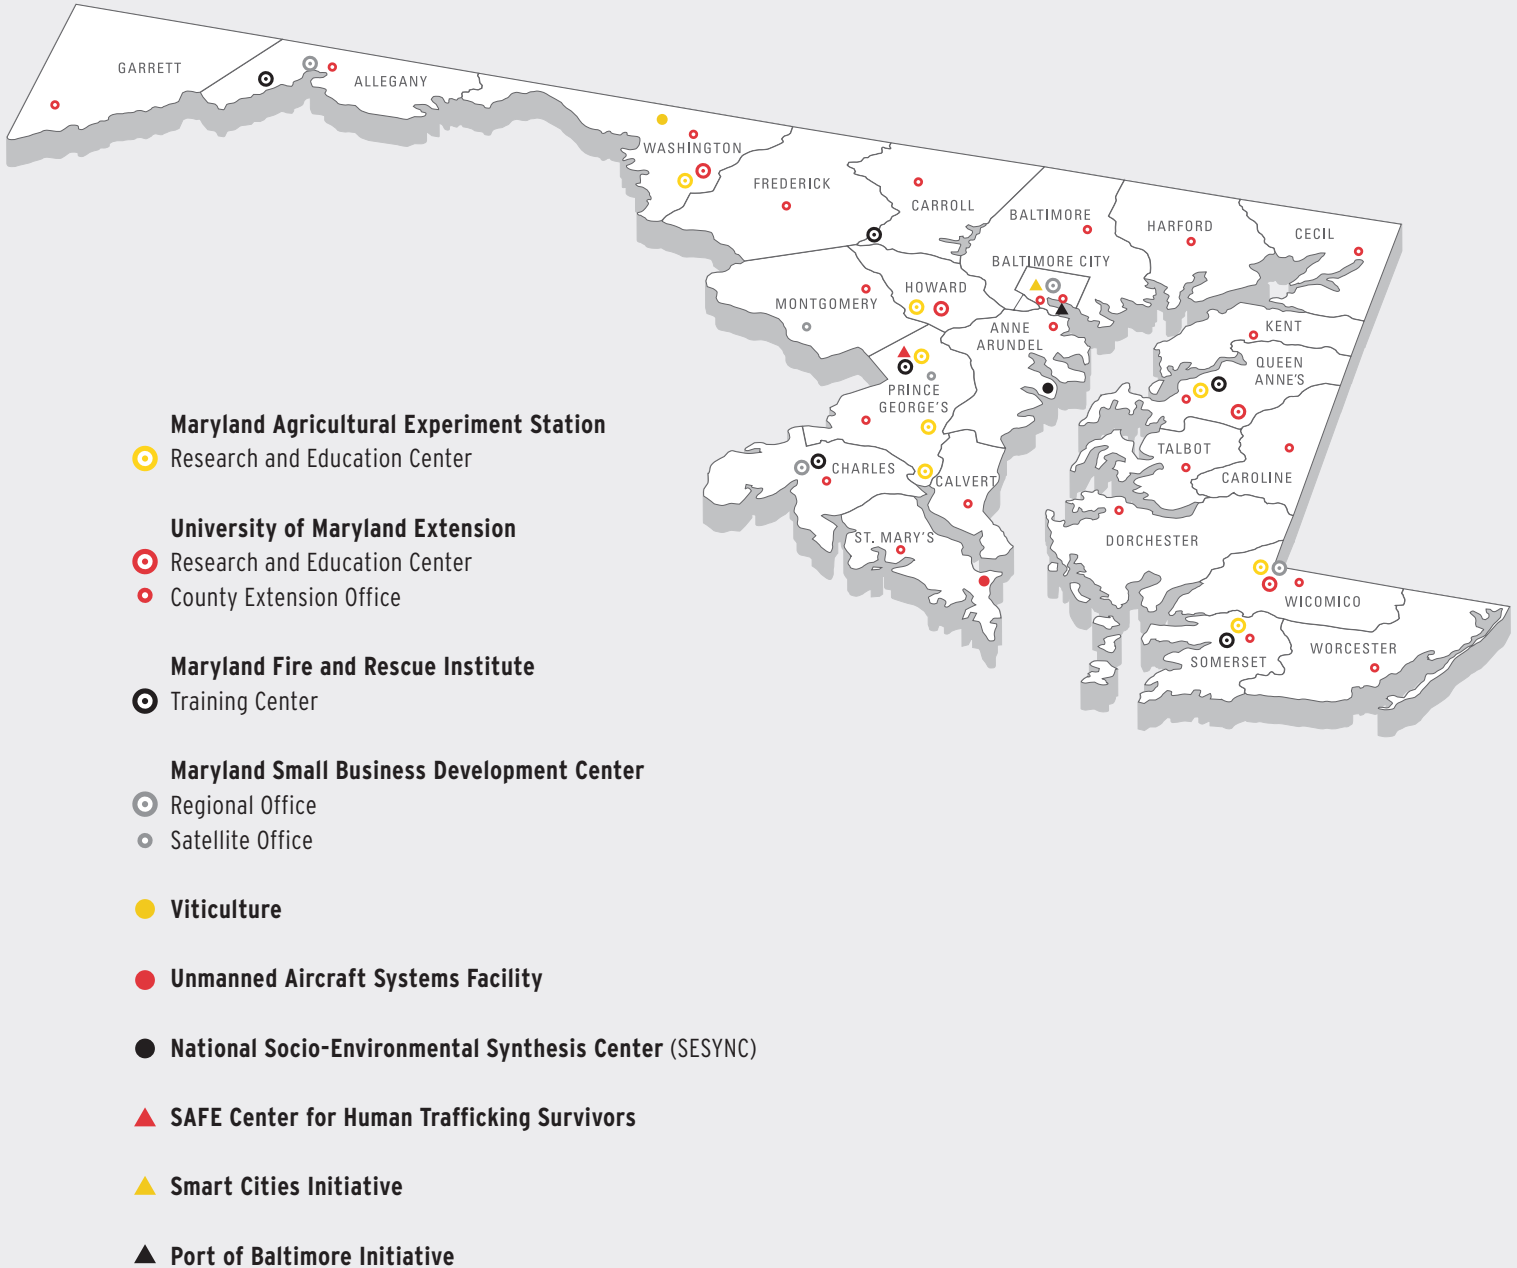 GARRETT
ALLEGANY
WASHINGTON
FREDERICK
CARROLL
BALTIMORE
HARFORD
CECIL
BALTIMORE CITY
MONTGOMERY
HOWARD
ANNE
ARUNDEL
KENT
QUEEN
ANNE'S
PRINCE
GEORGE'S
TALBOT
CAROLINE
CHARLES
CALVERT
ST. MARY'S
DORCHESTER
WICOMICO
SOMERSET
WORCESTER
Maryland Agricultural Experiment Station
Research and Education Center
University of Maryland Extension
Research and Education Center
County Extension Office
Maryland Fire and Rescue Institute
Training Center
Maryland Small Business Development Center
Regional Office
Satellite Office
Viticulture
Unmanned Aircraft Systems Facility
National Socio-Environmental Synthesis Center (SESYNC)
SAFE Center for Human Trafficking Survivors
Smart Cities Initiative
Port of Baltimore Initiative